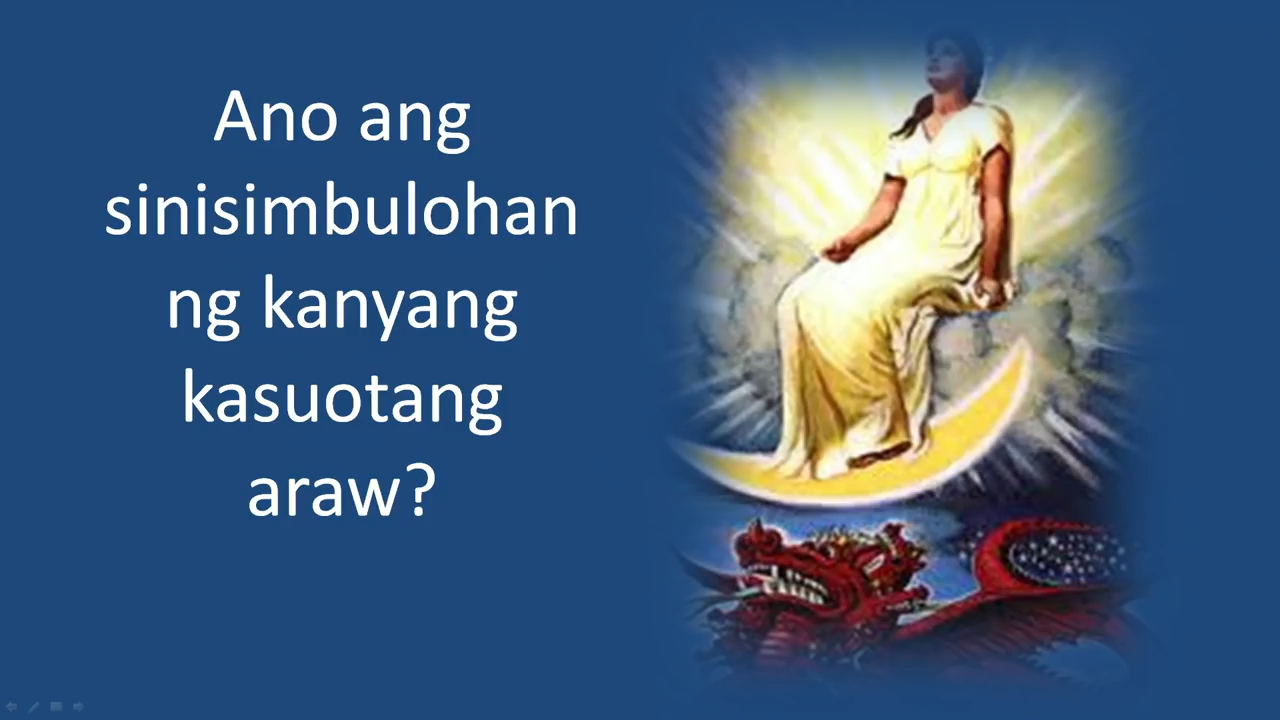 Ano ang
sinisimbulohan
ng kanyang
kasuotang
araw?